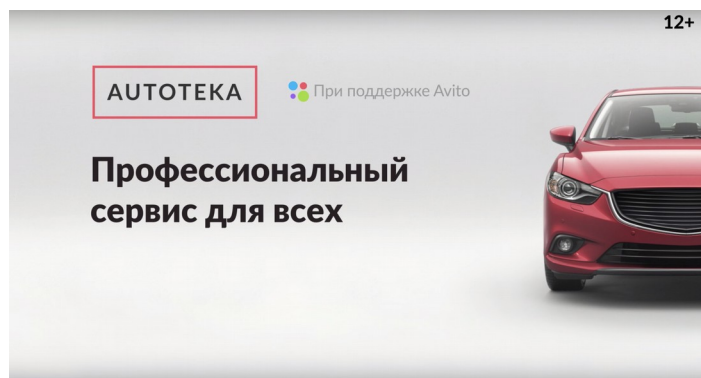 12+
AUTOTEKA
При поддержке Avito
Профессиональный
сервис для всех